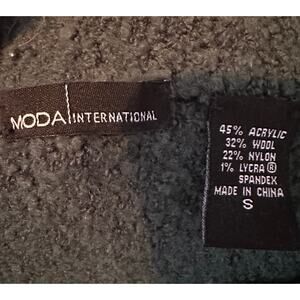 MODA INTERNATIONAL
45% ACRYLIC
32% WOOL
22% NYLON
1% LYCRA®
SPANDEX
MADE IN CHINA
S